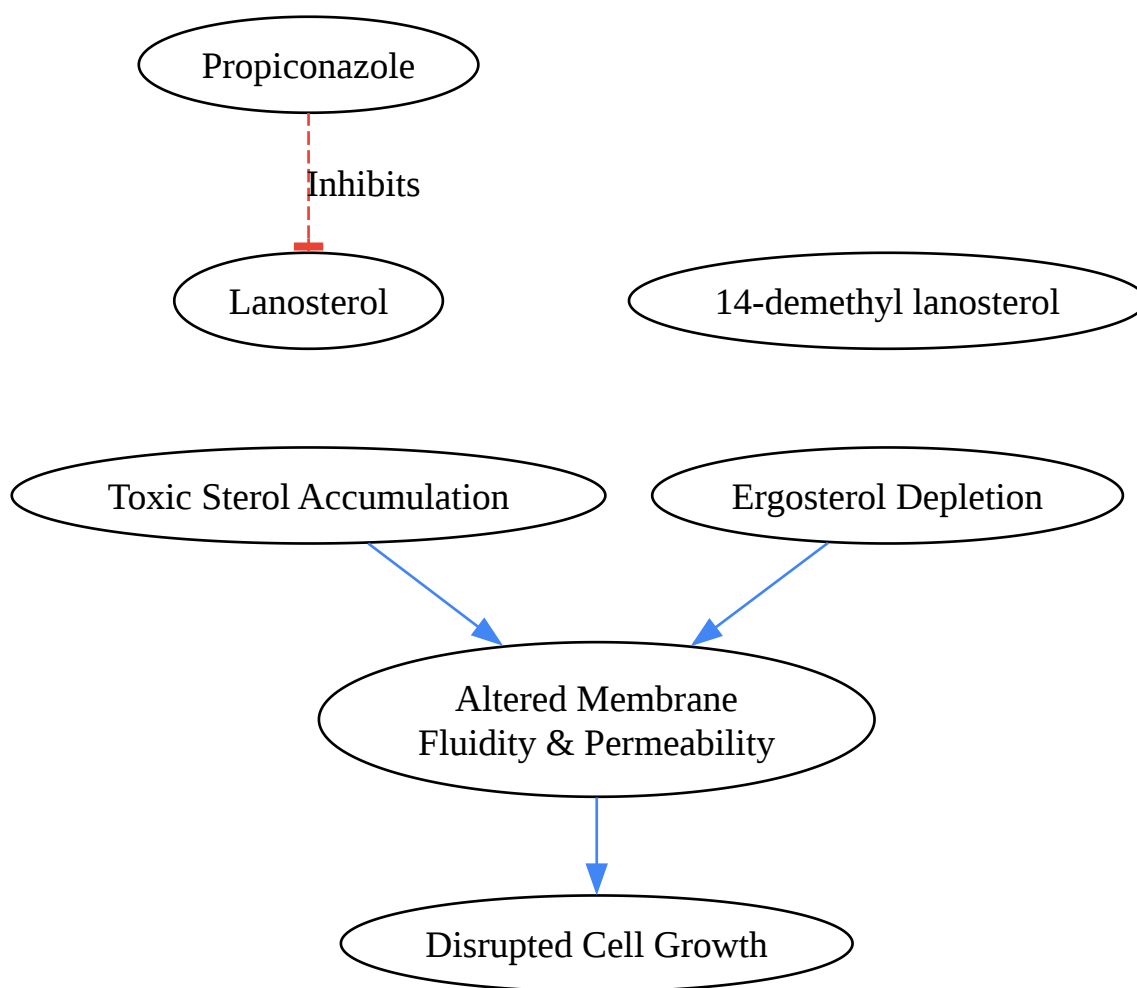 Propiconazole
Inhibits
Lanosterol
14-demethyl lanosterol
Toxic Sterol Accumulation
Ergosterol Depletion
Altered Membrane
Fluidity & Permeability
Disrupted Cell Growth